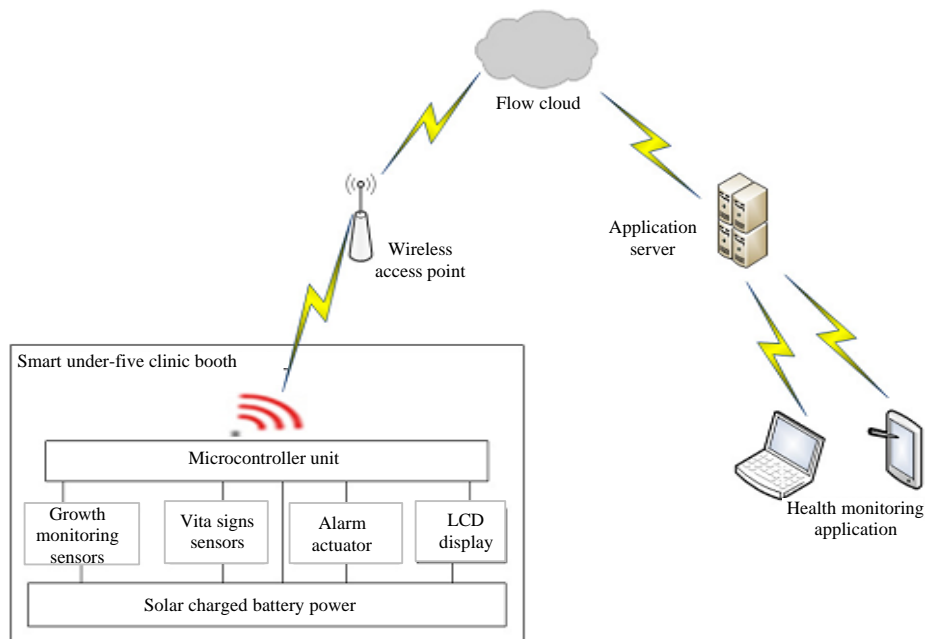 Flow cloud
Wireless
access point
Application
server
Smart under-five clinic booth
Microcontroller unit
Growth
monitoring
sensors
Vita signs
sensors
Alarm
actuator
LCD
display
Solar charged battery power
Health monitoring
application